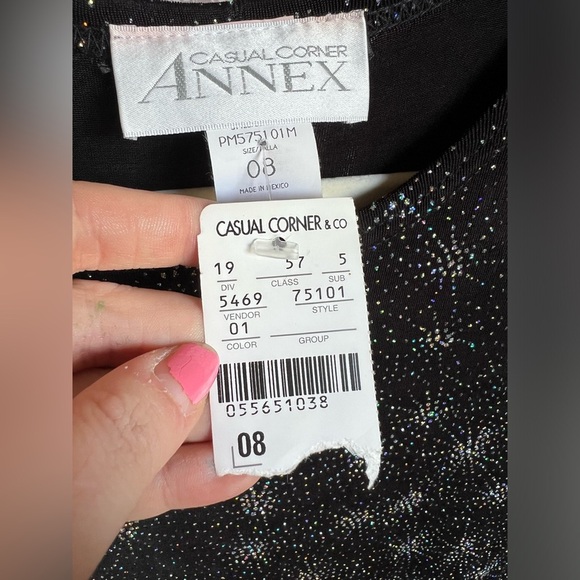 CASUAL CORNER
ANNEX
PM575101M
SIZE/TALLA
08
MADE IN MEXICO
CASUAL CORNER & CO
19 57 5
DIV CLASS SUB
5469 75101
VENDOR STYLE
01
COLOR GROUP
055651038
08